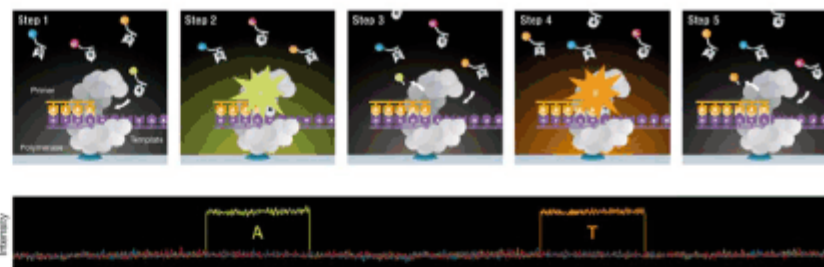 Step 1
Step 2
Step 3
Step 4
Step 5
Primer
Template
Polymerase
Intensity
A
T